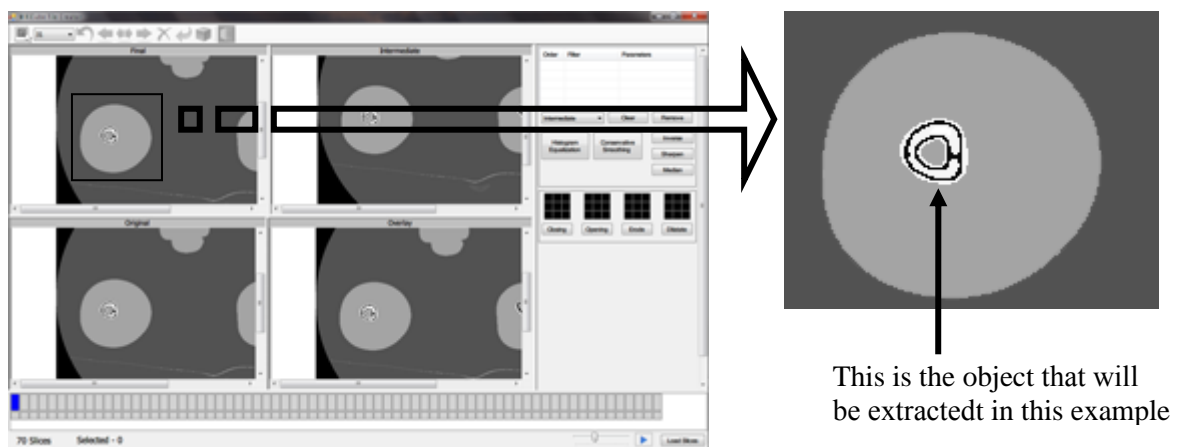 Final
Intermediate
Order Filter Parameters
Intermediate Clear Remove
Histogram
Equalization
Conservative
Smoothing
Inverse
Sharpen
Median
Original
Overlay
Closing Opening Erode Dilate
70 Slices Selected - 0
Load Slices
This is the object that will
be extractedt in this example